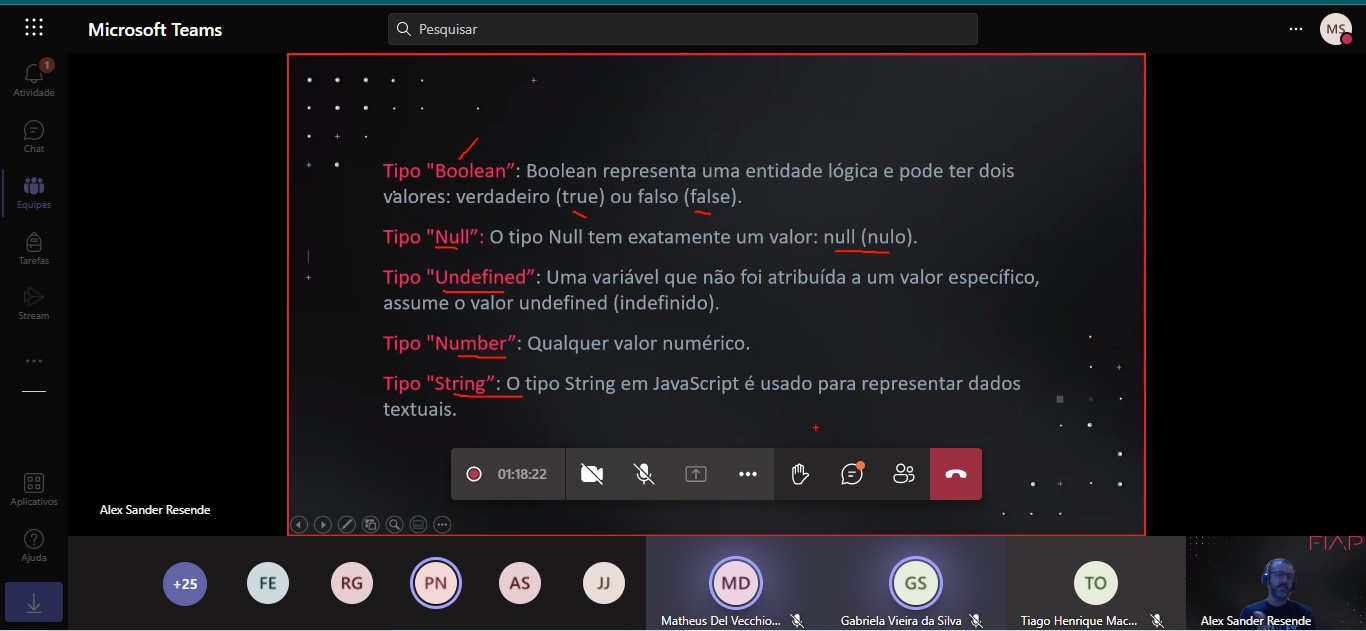 Microsoft Teams
Pesquisar
MS
1
Atividade
Chat
Equipes
Tarefas
Stream
Aplicativos
Ajuda
Tipo "Boolean”: Boolean representa uma entidade lógica e pode ter dois
valores: verdadeiro (true) ou falso (false).
Tipo "Null”: O tipo Null tem exatamente um valor: null (nulo).
Tipo "Undefined”: Uma variável que não foi atribuída a um valor específico,
assume o valor undefined (indefinido).
Tipo "Number”: Qualquer valor numérico.
Tipo "String”: O tipo String em JavaScript é usado para representar dados
textuais.
01:18:22
Alex Sander Resende
+25
FE
RG
PN
AS
JJ
MD
Matheus Del Vecchio...
GS
Gabriela Vieira da Silva
TO
Tiago Henrique Mac...
FIAP
Alex Sander Resende